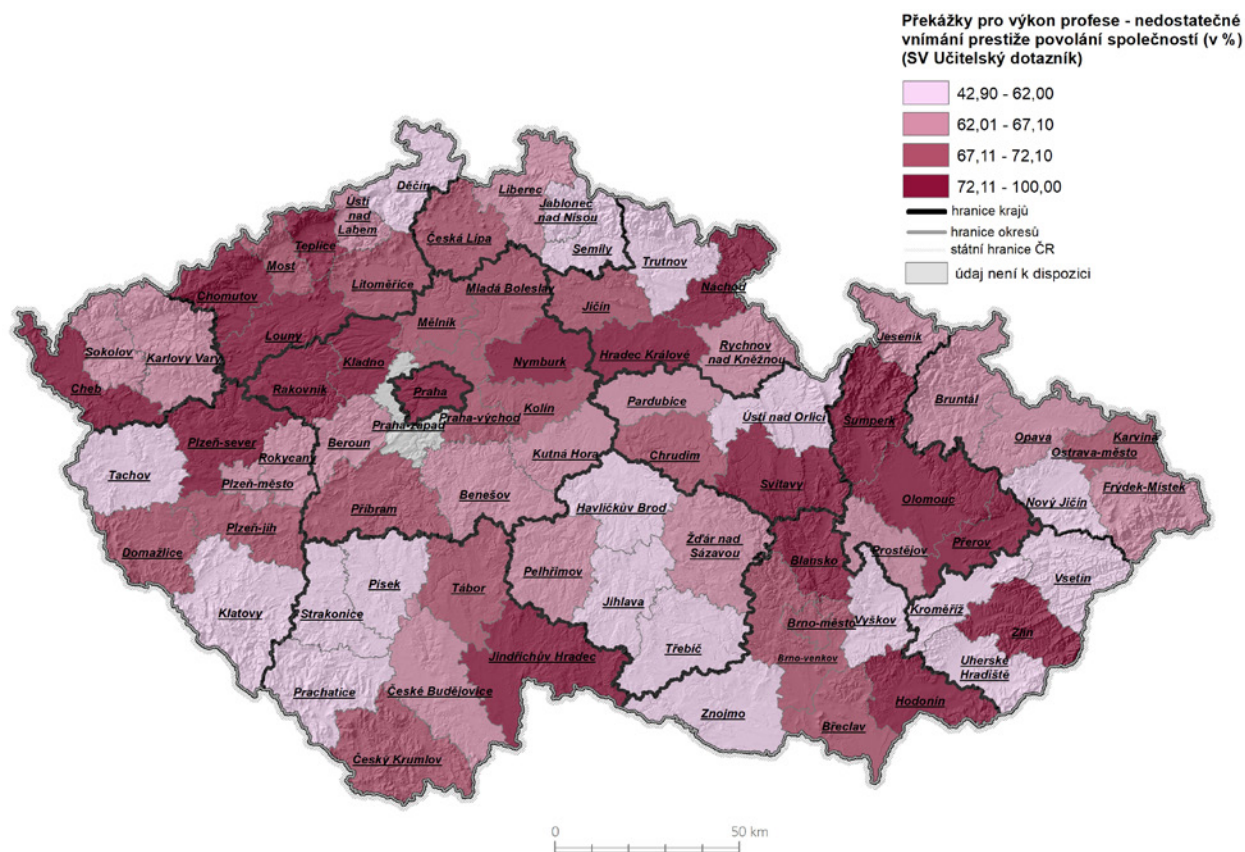 Překážky pro výkon profese - nedostatečné
vnímání prestiže povolání společností (v %)
(SV Učitelský dotazník)
42,90 - 62,00
62,01 - 67,10
67,11 - 72,10
72,11 - 100,00
hranice krajů
hranice okresů
státní hranice ČR
údaj není k dispozici
Děčín
Liberec
Ústí
nad
Labem
Jablonec
nad Nisou
Teplice
Česká Lípa
Semily
Trutnov
Most
Litoměřice
Mladá Boleslav
Náchod
Chomutov
Jičín
Mělník
Louny
Jeseník
Sokolov
Karlovy Vary
Kladno
Nymburk
Hradec Králové
Rychnov
nad Kněžnou
Cheb
Rakovník
Praha
Bruntál
Pardubice
Kolín
Praha-východ
Praha-západ
Ústí nad Orlicí
Šumperk
Opava
Karviná
Ostrava-město
Plzeň-sever
Rokycany
Beroun
Kutná Hora
Chrudim
Tachov
Plzeň-město
Svitavy
Nový Jičín
Frýdek-Místek
Benešov
Olomouc
Příbram
Havlíčkův Brod
Plzeň-jih
Domažlice
Žďár nad
Sázavou
Prostějov
Přerov
Blansko
Pelhřimov
Písek
Tábor
Vsetín
Klatovy
Strakonice
Jihlava
Kroměříž
Brno-město
Vyškov
Zlín
Třebíč
Jindřichův Hradec
Brno-venkov
Uherské
Hradiště
Prachatice
České Budějovice
Hodonín
Znojmo
Břeclav
Český Krumlov
0
50 km